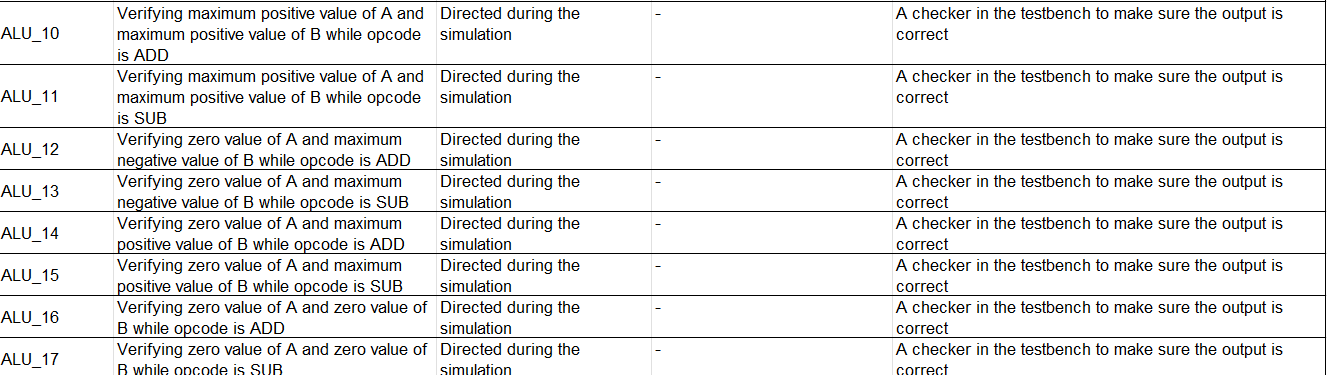 ALU_10
Verifying maximum positive value of A and
maximum positive value of B while opcode
is ADD
Directed during the
simulation
-
A checker in the testbench to make sure the output is
correct
ALU_11
Verifying maximum positive value of A and
maximum positive value of B while opcode
is SUB
Directed during the
simulation
-
A checker in the testbench to make sure the output is
correct
ALU_12
Verifying zero value of A and maximum
negative value of B while opcode is ADD
Directed during the
simulation
-
A checker in the testbench to make sure the output is
correct
ALU_13
Verifying zero value of A and maximum
negative value of B while opcode is SUB
Directed during the
simulation
-
A checker in the testbench to make sure the output is
correct
ALU_14
Verifying zero value of A and maximum
positive value of B while opcode is ADD
Directed during the
simulation
-
A checker in the testbench to make sure the output is
correct
ALU_15
Verifying zero value of A and maximum
positive value of B while opcode is SUB
Directed during the
simulation
-
A checker in the testbench to make sure the output is
correct
ALU_16
Verifying zero value of A and zero value of
B while opcode is ADD
Directed during the
simulation
-
A checker in the testbench to make sure the output is
correct
ALU_17
Verifying zero value of A and zero value of
B while opcode is SUB
Directed during the
simulation
-
A checker in the testbench to make sure the output is
correct